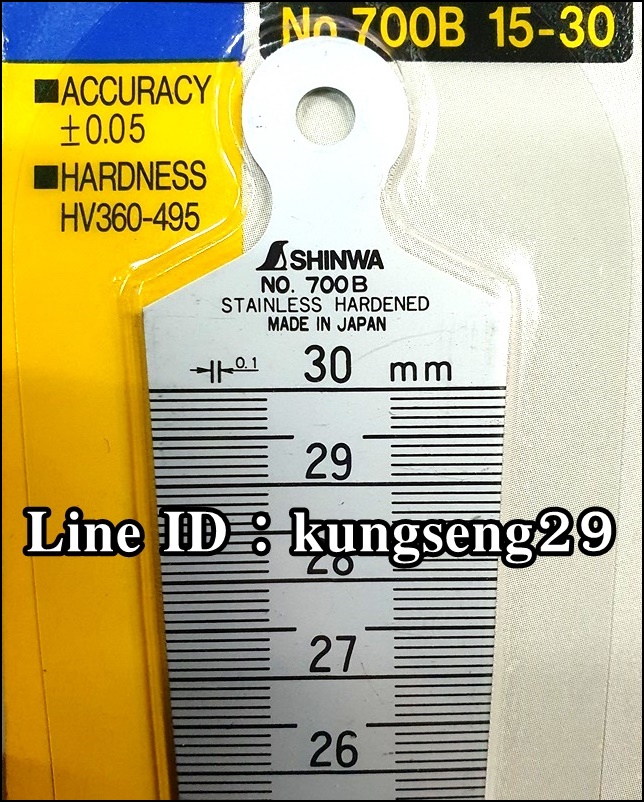 No.700B 15-30
■ACCURACY
±0.05
■HARDNESS
HV360-495
SHINWA
NO. 700B
STAINLESS HARDENED
MADE IN JAPAN
0.1 30 mm
29
Line ID : kungseng29
28
27
26